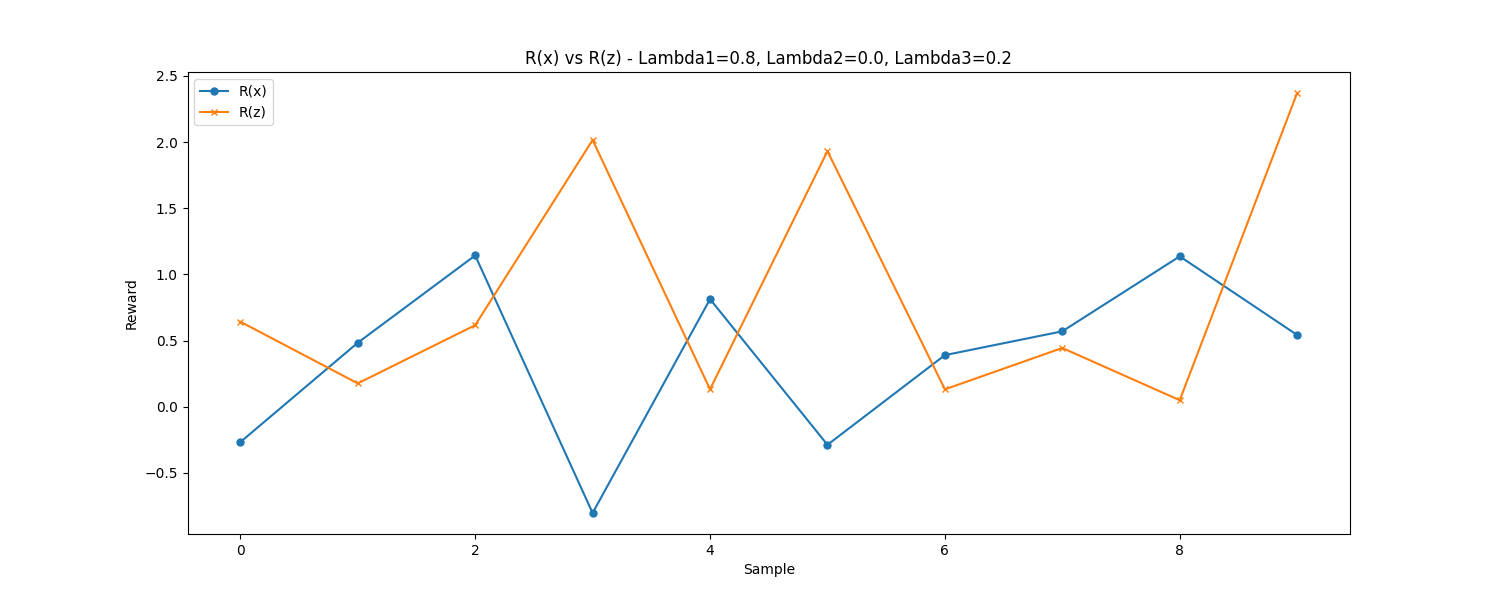 R(x) vs R(z) - Lambda1=0.8, Lambda2=0.0, Lambda3=0.2
R(x)
R(z)
2.5
2.0
1.5
1.0
0.5
0.0
−0.5
Reward
0 2 4 6 8
Sample